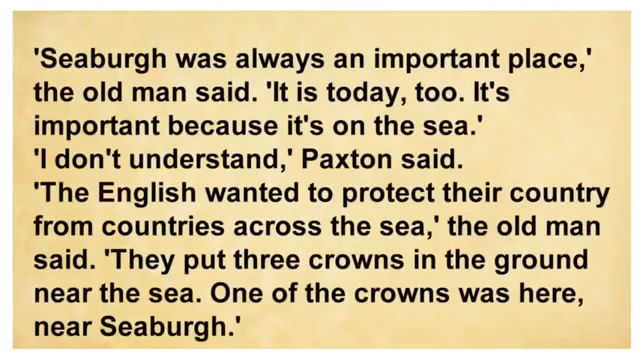 'Seaburgh was always an important place,'
the old man said. 'It is today, too. It's
important because it's on the sea.'
'I don't understand,' Paxton said.
'The English wanted to protect their country
from countries across the sea,' the old man
said. 'They put three crowns in the ground
near the sea. One of the crowns was here,
near Seaburgh.'